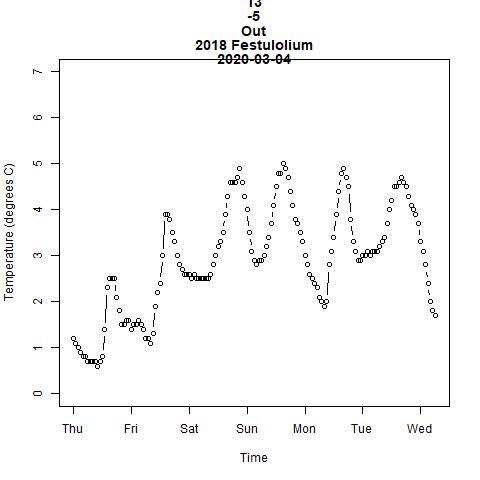 13
-5
Out
2018 Festulolium
2020-03-04
7
6
5
4
3
2
1
0
Temperature (degrees C)
Thu Fri Sat Sun Mon Tue Wed
Time